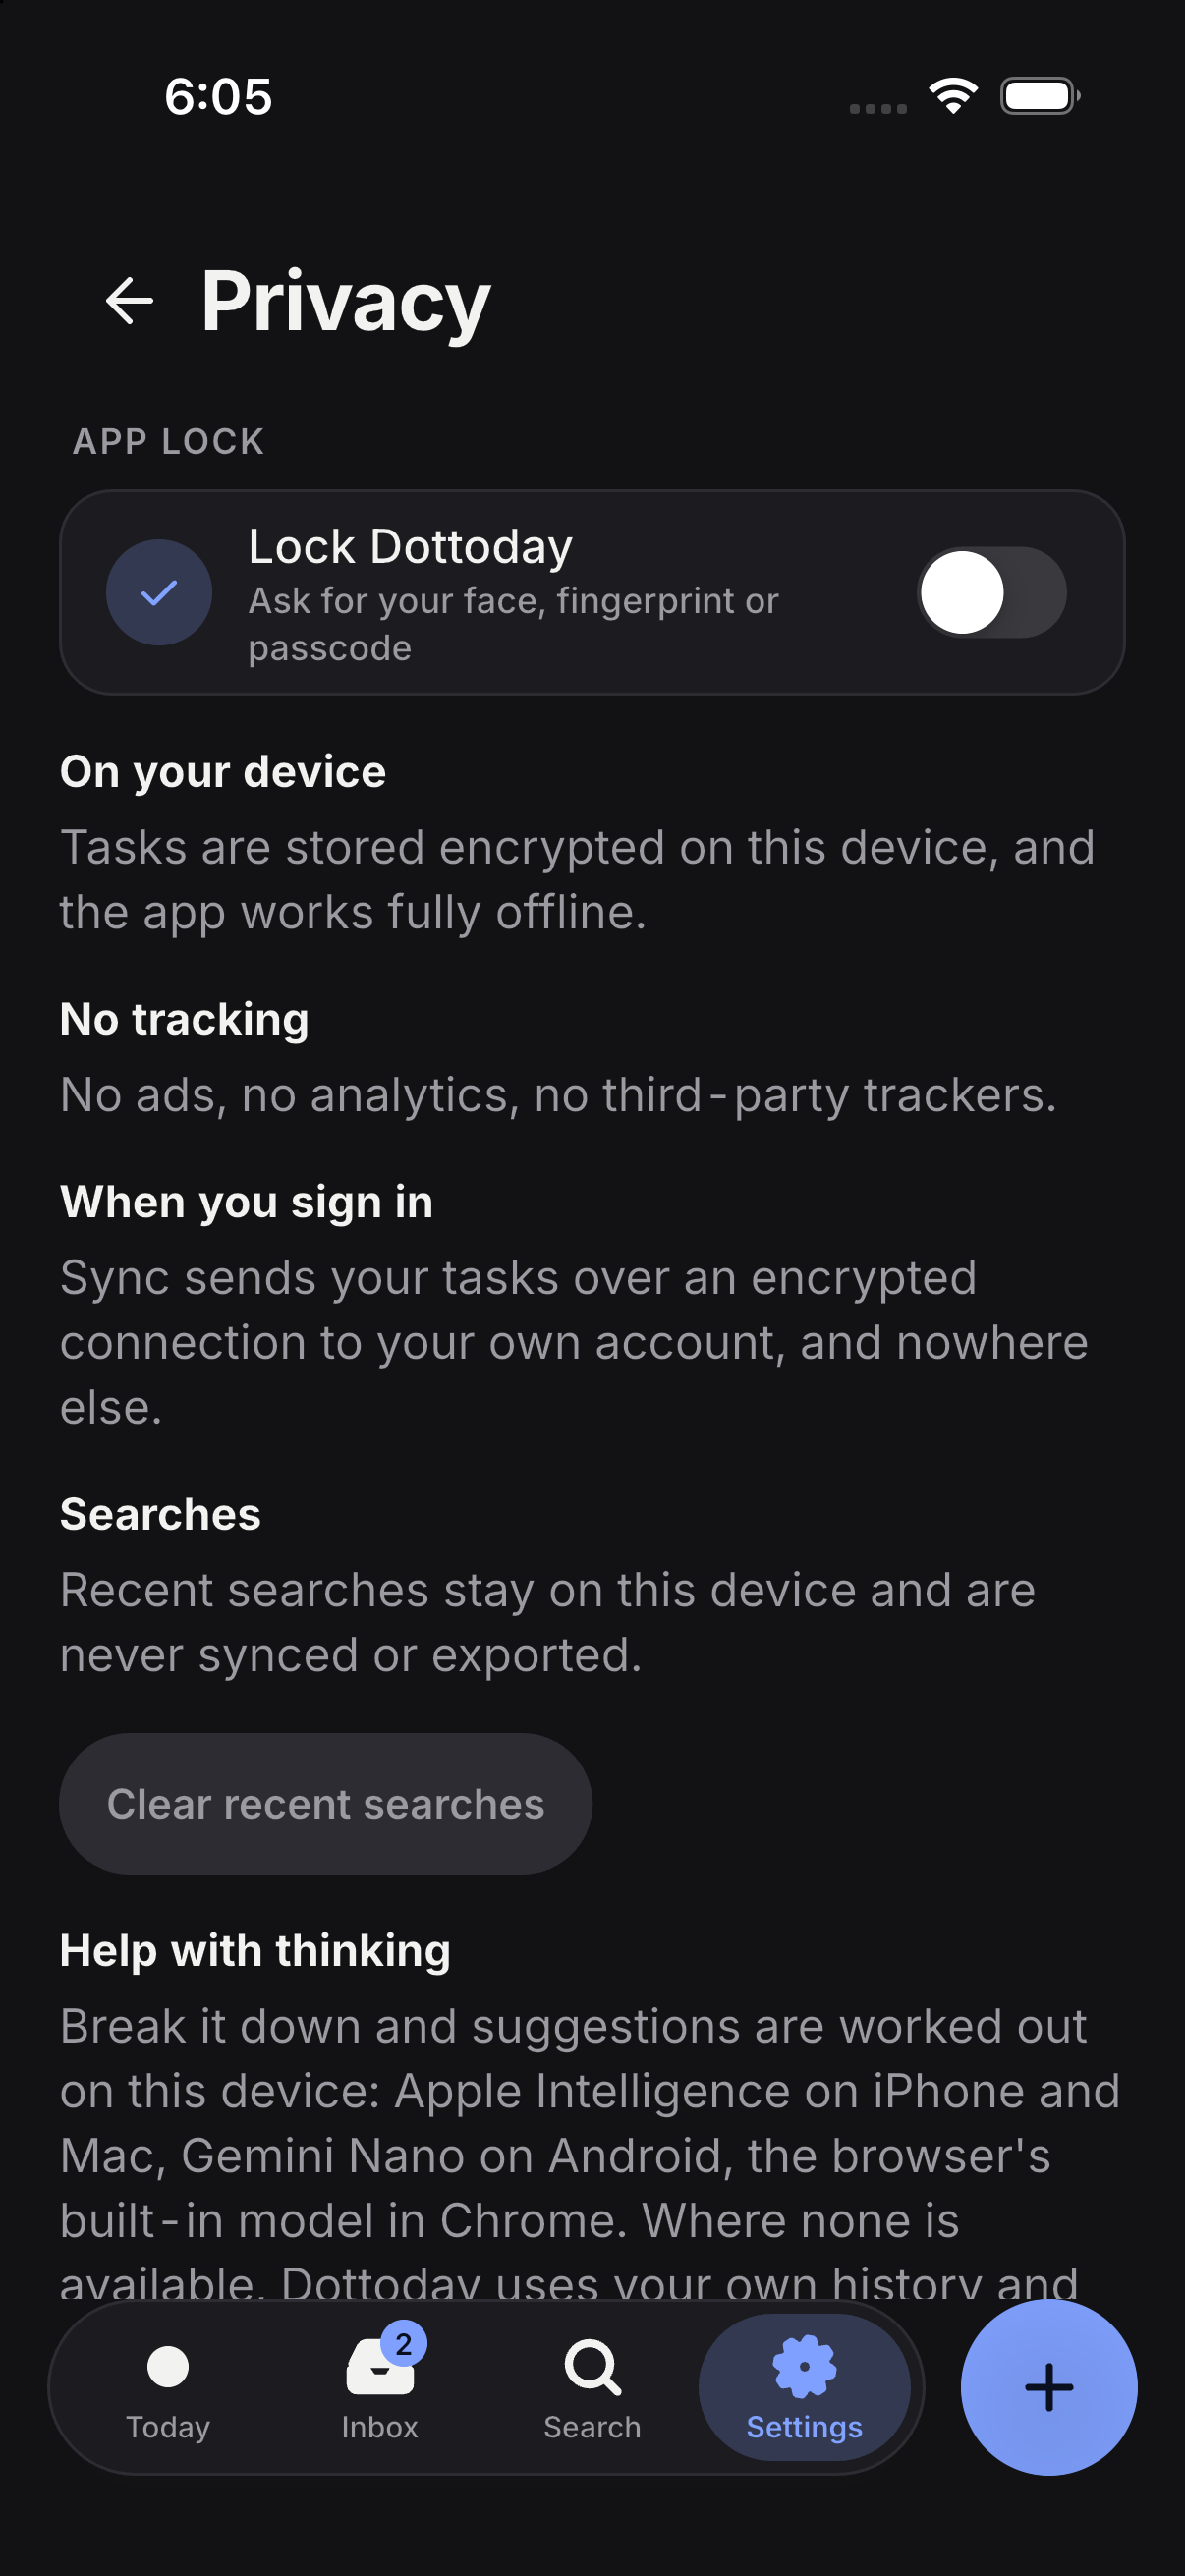 6:05
Privacy
APP LOCK
Lock Dottoday
Ask for your face, fingerprint or
passcode
On your device
Tasks are stored encrypted on this device, and
the app works fully offline.
No tracking
No ads, no analytics, no third-party trackers.
When you sign in
Sync sends your tasks over an encrypted
connection to your own account, and nowhere
else.
Searches
Recent searches stay on this device and are
never synced or exported.
Clear recent searches
Help with thinking
Break it down and suggestions are worked out
on this device: Apple Intelligence on iPhone and
Mac, Gemini Nano on Android, the browser's
built-in model in Chrome. Where none is
available, Dottoday uses your own history and
2
Today
Inbox
Search
Settings